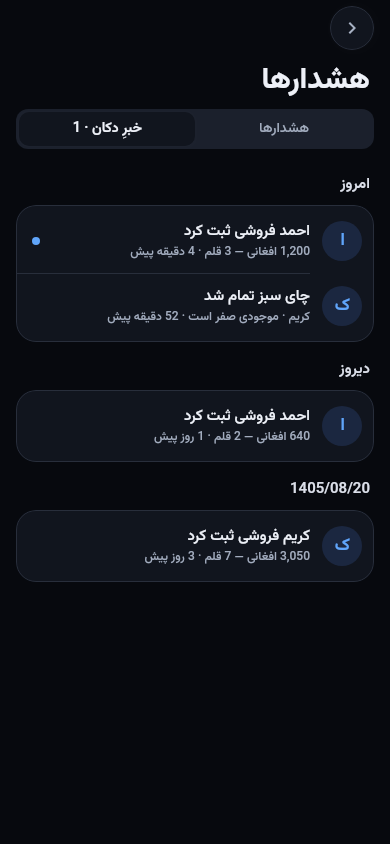 هشدارها
هشدارها
خبرِ دکان · 1
امروز
ا
احمد فروشی ثبت کرد
1,200 افغانی — 3 قلم · 4 دقیقه پیش
ک
چای سبز تمام شد
کریم · موجودی صفر است · 52 دقیقه پیش
دیروز
ا
احمد فروشی ثبت کرد
640 افغانی — 2 قلم · 1 روز پیش
1405/08/20
ک
کریم فروشی ثبت کرد
3,050 افغانی — 7 قلم · 3 روز پیش